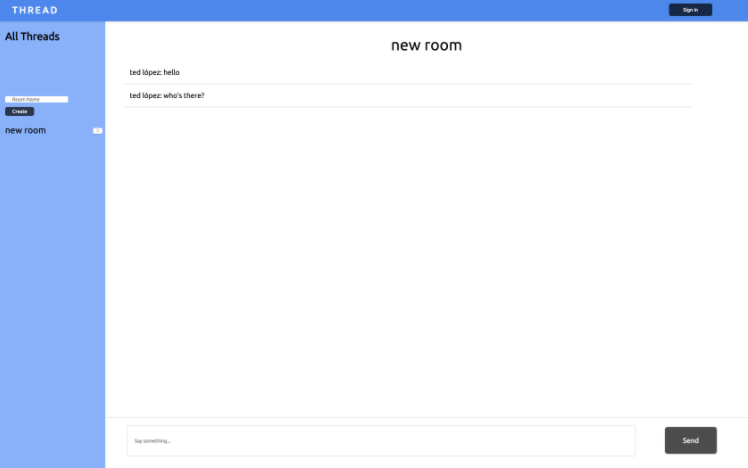 THREAD
Sign in
All Threads
Room Name
Create
new room
new room
ted lópez: hello
ted lópez: who's there?
Say something...
Send